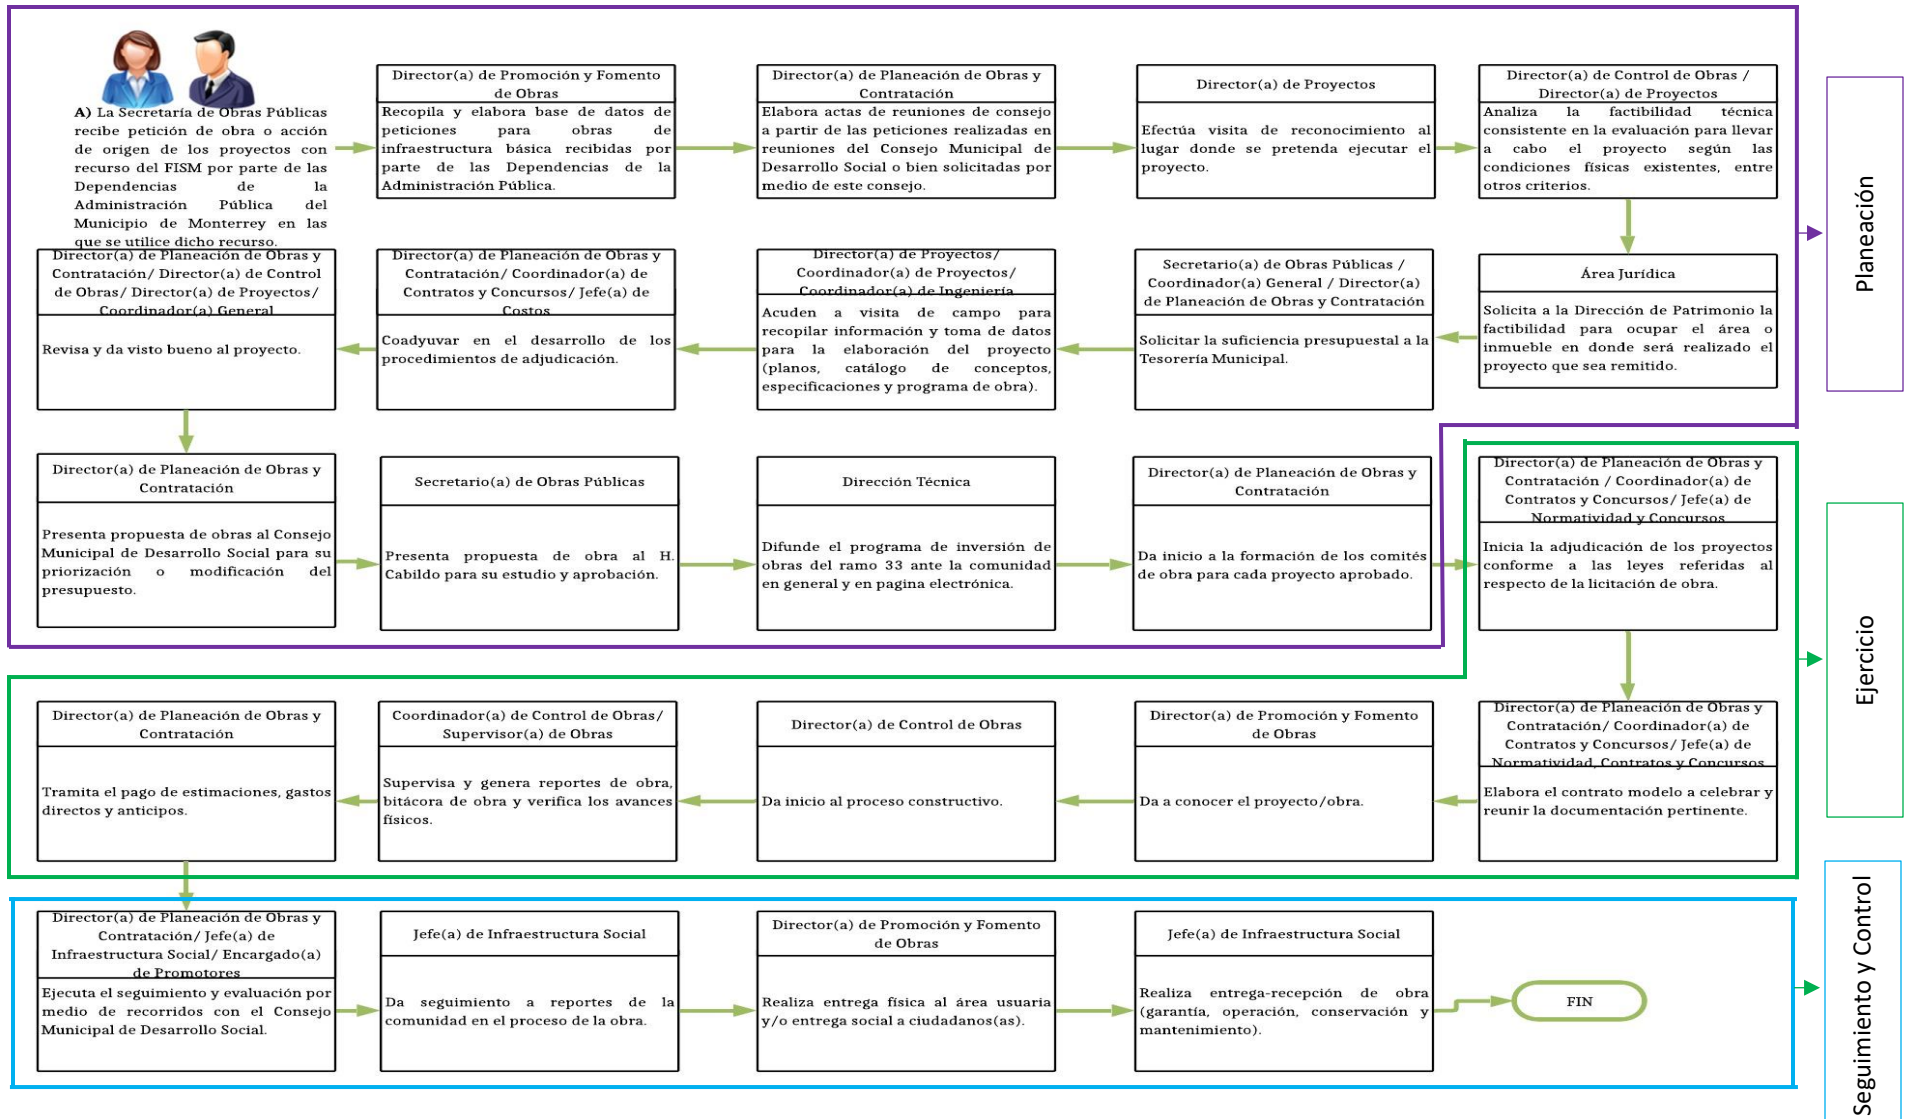 A) La Secretaría de Obras Públicas
recibe petición de obra o acción
de origen de los proyectos con
recurso del FISM por parte de las
Dependencias de la
Administración Pública del
Municipio de Monterrey en las
que se utilice dicho recurso.
Director(a) de Promoción y Fomento
de Obras
Recopila y elabora base de datos de
peticiones para obras de
infraestructura básica recibidas por
parte de las Dependencias de la
Administración Pública.
Director(a) de Planeación de Obras y
Contratación
Elabora actas de reuniones de consejo
a partir de las peticiones realizadas en
reuniones del Consejo Municipal de
Desarrollo Social o bien solicitadas por
medio de este consejo.
Director(a) de Proyectos
Efectúa visita de reconocimiento al
lugar donde se pretenda ejecutar el
proyecto.
Director(a) de Control de Obras /
Director(a) de Proyectos
Analiza la factibilidad técnica
consistente en la evaluación para llevar
a cabo el proyecto según las
condiciones físicas existentes, entre
otros criterios.
Planeación
Área Jurídica
Solicita a la Dirección de Patrimonio la
factibilidad para ocupar el área o
inmueble en donde será realizado el
proyecto que sea remitido.
Secretario(a) de Obras Públicas /
Coordinador(a) General / Director(a)
de Planeación de Obras y Contratación
Solicitar la suficiencia presupuestal a la
Tesorería Municipal.
Director(a) de Proyectos/
Coordinador(a) de Proyectos/
Coordinador(a) de Ingeniería
Acuden a visita de campo para
recopilar información y toma de datos
para la elaboración del proyecto
(planos, catálogo de conceptos,
especificaciones y programa de obra).
Director(a) de Planeación de Obras y
Contratación/ Coordinador(a) de
Contratos y Concursos/ Jefe(a) de
Costos
Coadyuvar en el desarrollo de los
procedimientos de adjudicación.
Director(a) de Planeación de Obras y
Contratación/ Director(a) de Control
de Obras/ Director(a) de Proyectos/
Coordinador(a) General
Revisa y da visto bueno al proyecto.
Director(a) de Planeación de Obras y
Contratación
Presenta propuesta de obras al Consejo
Municipal de Desarrollo Social para su
priorización o modificación del
presupuesto.
Secretario(a) de Obras Públicas
Presenta propuesta de obra al H.
Cabildo para su estudio y aprobación.
Dirección Técnica
Difunde el programa de inversión de
obras del ramo 33 ante la comunidad
en general y en pagina electrónica.
Director(a) de Planeación de Obras y
Contratación
Da inicio a la formación de los comités
de obra para cada proyecto aprobado.
Director(a) de Planeación de Obras y
Contratación / Coordinador(a) de
Contratos y Concursos/ Jefe(a) de
Normatividad y Concursos
Inicia la adjudicación de los proyectos
conforme a las leyes referidas al
respecto de la licitación de obra.
Ejercicio
Director(a) de Planeación de Obras y
Contratación/ Coordinador(a) de
Contratos y Concursos/ Jefe(a) de
Normatividad, Contratos y Concursos
Elabora el contrato modelo a celebrar y
reunir la documentación pertinente.
Director(a) de Promoción y Fomento
de Obras
Da a conocer el proyecto/obra.
Director(a) de Control de Obras
Da inicio al proceso constructivo.
Coordinador(a) de Control de Obras/
Supervisor(a) de Obras
Supervisa y genera reportes de obra,
bitácora de obra y verifica los avances
físicos.
Director(a) de Planeación de Obras y
Contratación
Tramita el pago de estimaciones, gastos
directos y anticipos.
Director(a) de Planeación de Obras y
Contratación/ Jefe(a) de
Infraestructura Social/ Encargado(a)
de Promotores
Ejecuta el seguimiento y evaluación por
medio de recorridos con el Consejo
Municipal de Desarrollo Social.
Jefe(a) de Infraestructura Social
Da seguimiento a reportes de la
comunidad en el proceso de la obra.
Director(a) de Promoción y Fomento
de Obras
Realiza entrega física al área usuaria
y/o entrega social a ciudadanos(as).
Jefe(a) de Infraestructura Social
Realiza entrega-recepción de obra
(garantía, operación, conservación y
mantenimiento).
FIN
Seguimiento y Control